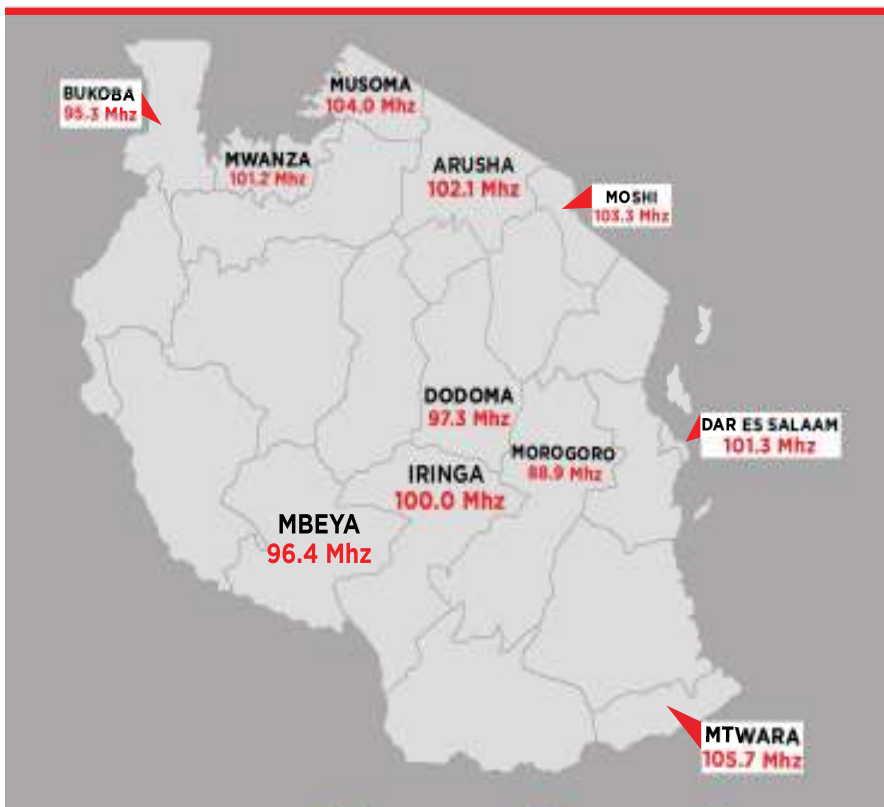 BUKOBA
95.3 Mhz
MUSOMA
104.0 Mhz
MWANZA
101.2 Mhz
ARUSHA
102.1 Mhz
MOSHI
103.3 Mhz
DODOMA
97.3 Mhz
DAR ES SALAAM
101.3 Mhz
MOROGORO
88.9 Mhz
IRINGA
100.0 Mhz
MBEYA
96.4 Mhz
MTWARA
105.7 Mhz